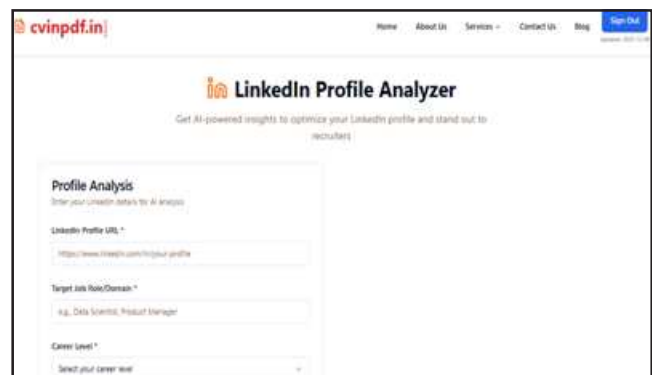 cvinpdf.in
Home About Us Services Contact Us Blog Sign Out
LinkedIn Profile Analyzer
Get AI-powered insights to optimize your LinkedIn profile and stand out to
recruiters
Profile Analysis
Enter your LinkedIn details for AI analysis
LinkedIn Profile URL *
https://www.linkedin.com/in/your-profile
Target Job Role/Domain *
e.g., Data Scientist, Product Manager
Career Level *
Select your career level